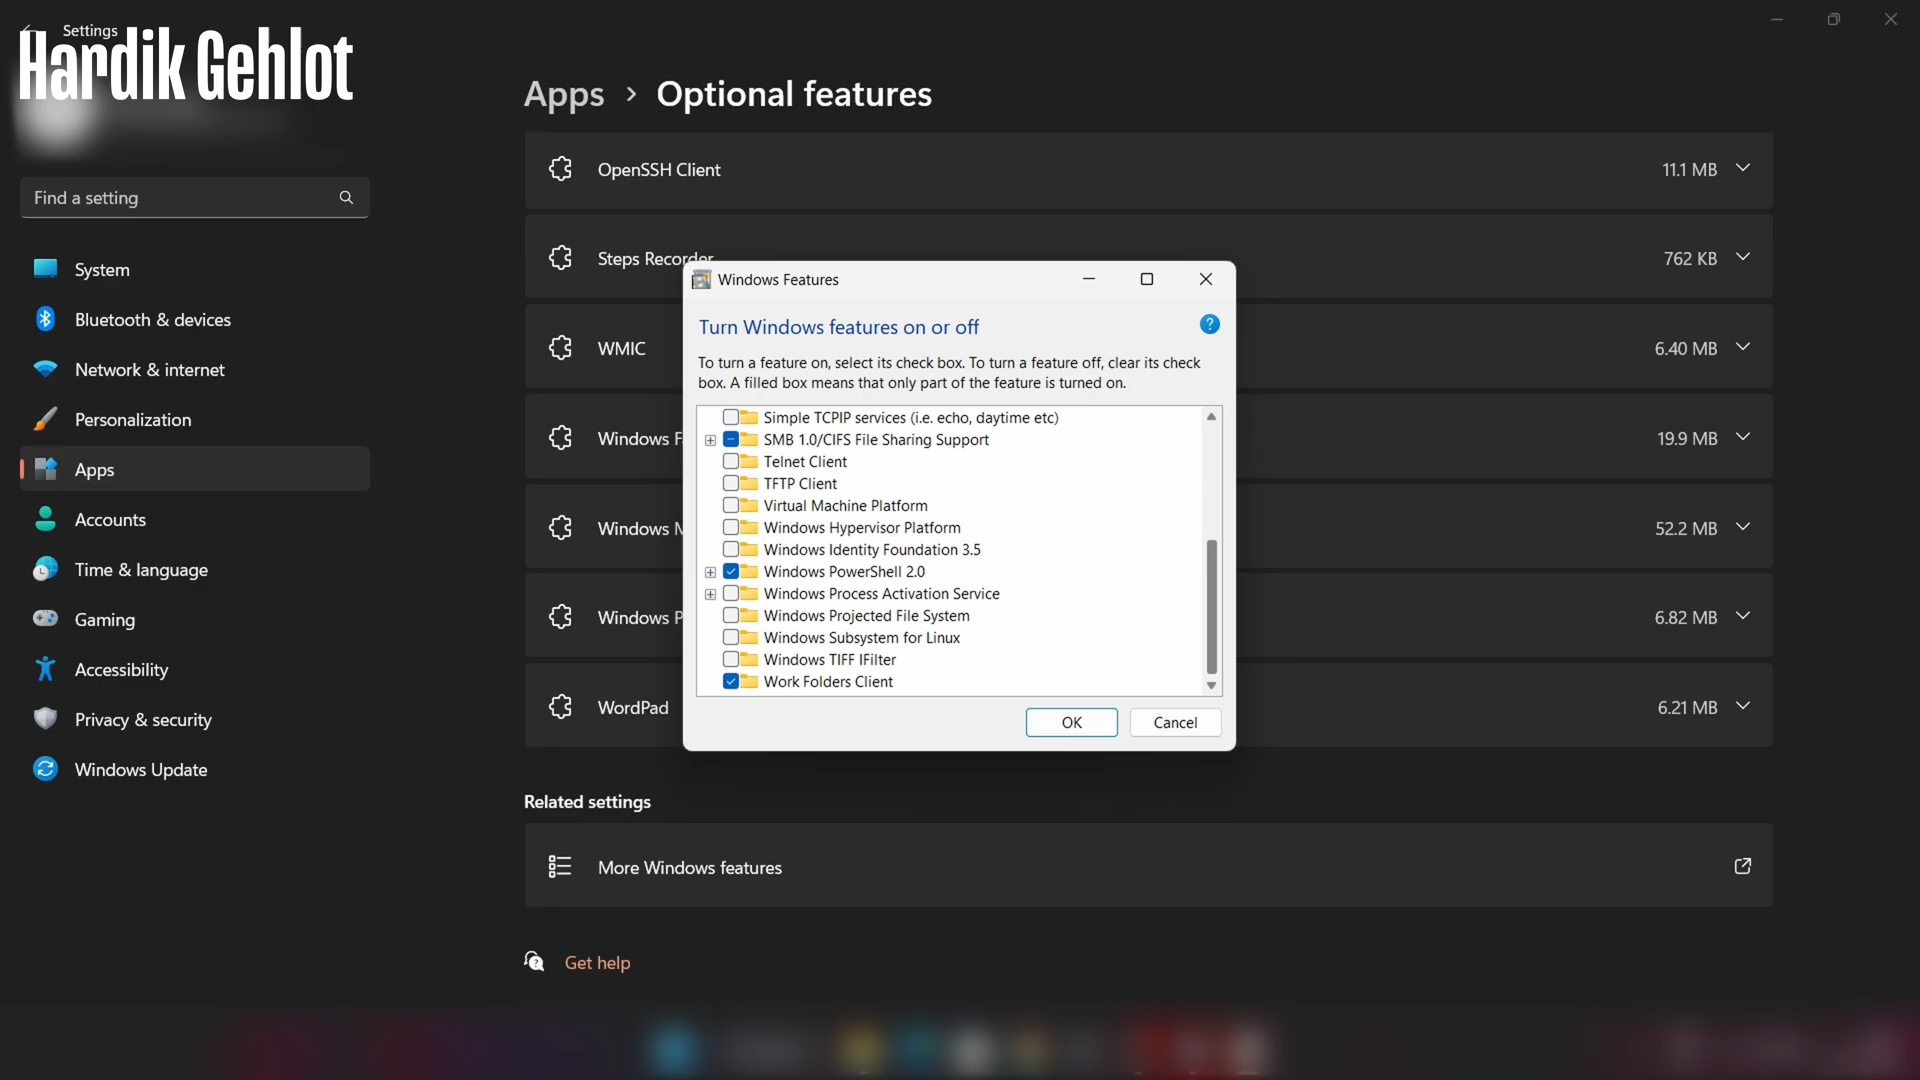 Settings
Hardik Gehlot
Find a setting
System
Bluetooth & devices
Network & internet
Personalization
Apps
Accounts
Time & language
Gaming
Accessibility
Privacy & security
Windows Update
Apps > Optional features
OpenSSH Client 11.1 MB
Steps Recorder 762 KB
WMIC 6.40 MB
Windows F 19.9 MB
Windows 52.2 MB
Windows P 6.82 MB
WordPad 6.21 MB
Windows Features
Turn Windows features on or off
?
To turn a feature on, select its check box. To turn a feature off, clear its check
box. A filled box means that only part of the feature is turned on.
Simple TCPIP services (i.e. echo, daytime etc)
SMB 1.0/CIFS File Sharing Support
Telnet Client
TFTP Client
Virtual Machine Platform
Windows Hypervisor Platform
Windows Identity Foundation 3.5
Windows PowerShell 2.0
Windows Process Activation Service
Windows Projected File System
Windows Subsystem for Linux
Windows TIFF IFilter
Work Folders Client
OK Cancel
Related settings
More Windows features
Get help